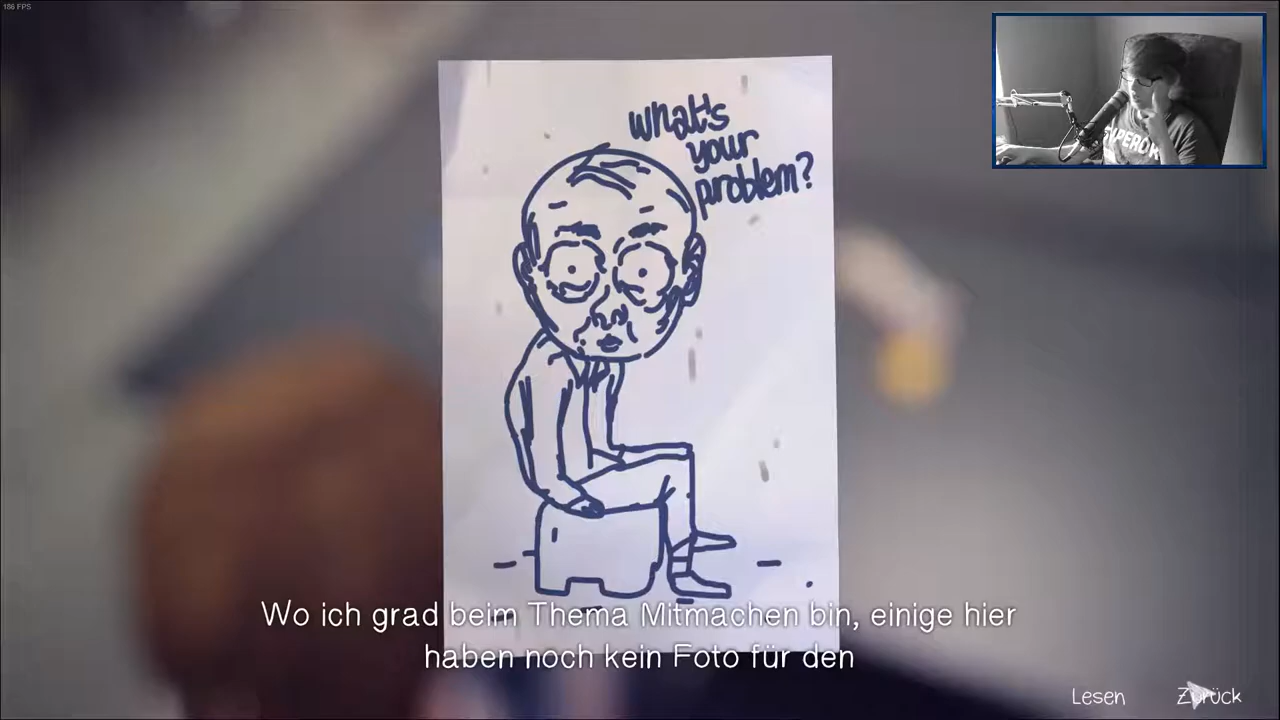 186 FPS
what's
your
problem?
SUPERDRY
Wo ich grad beim Thema Mitmachen bin, einige hier
haben noch kein Foto für den
Lesen Zurück